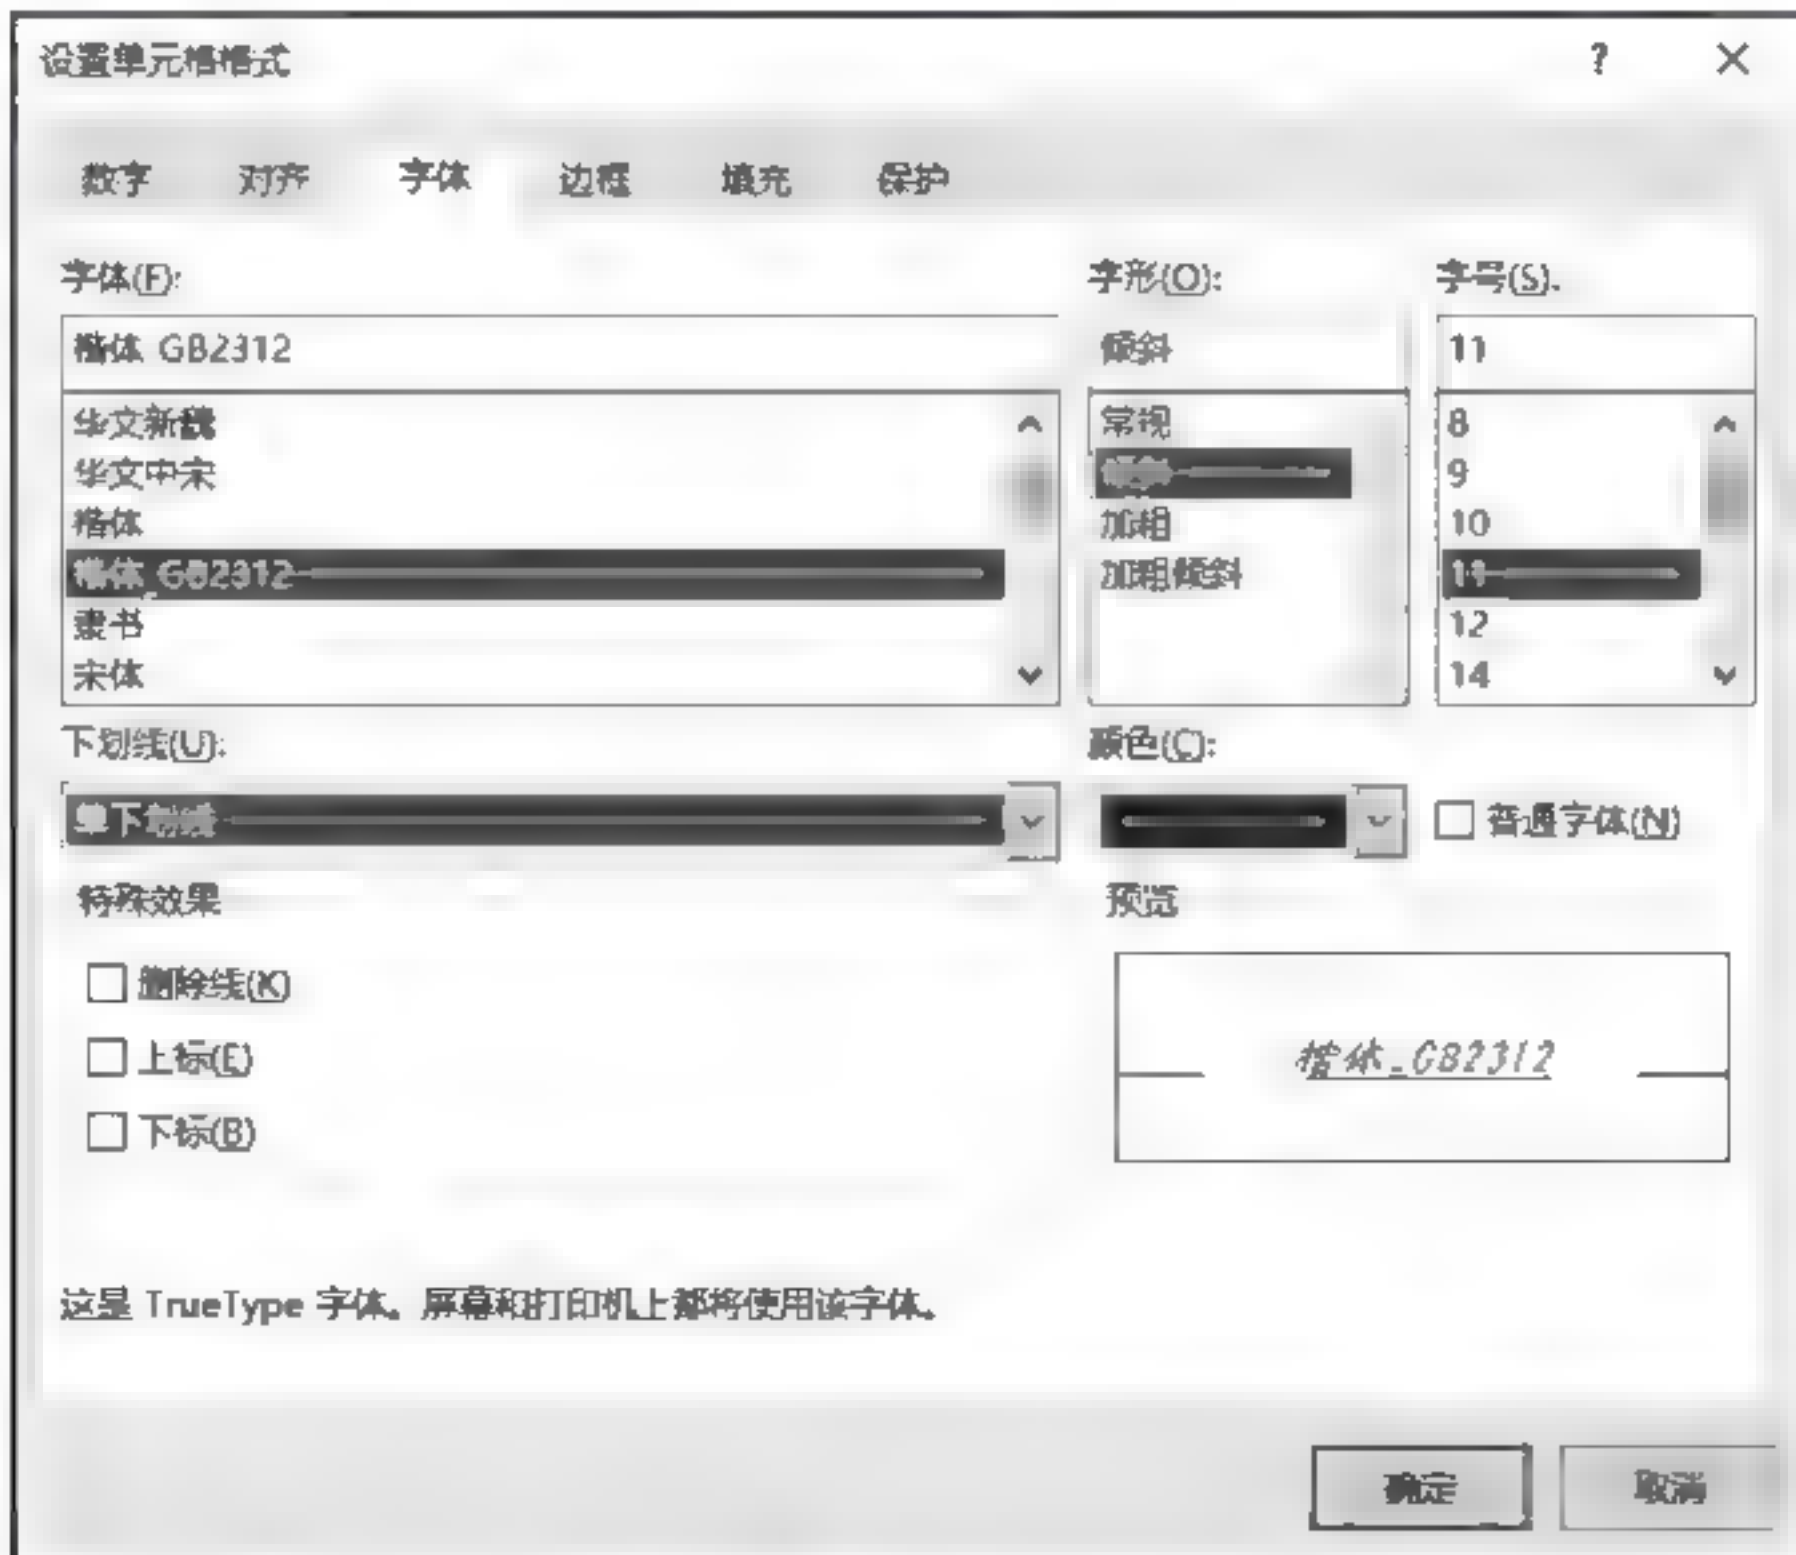 设置单元格格式 ? ×
数字 对齐 字体 边框 填充 保护
字体(F): 字形(O): 字号(S):
楷体_GB2312 倾斜 11
华文新魏 常规 8
华文中宋 倾斜 9
楷体 加粗 10
楷体_GB2312 加粗倾斜 11
隶书 12
宋体 14
下划线(U): 颜色(C):
单下划线 普通字体(N)
特殊效果 预览
删除线(K)
上标(E) 楷体_GB2312
下标(B)
这是 TrueType 字体。屏幕和打印机上都将使用该字体。
确定 取消